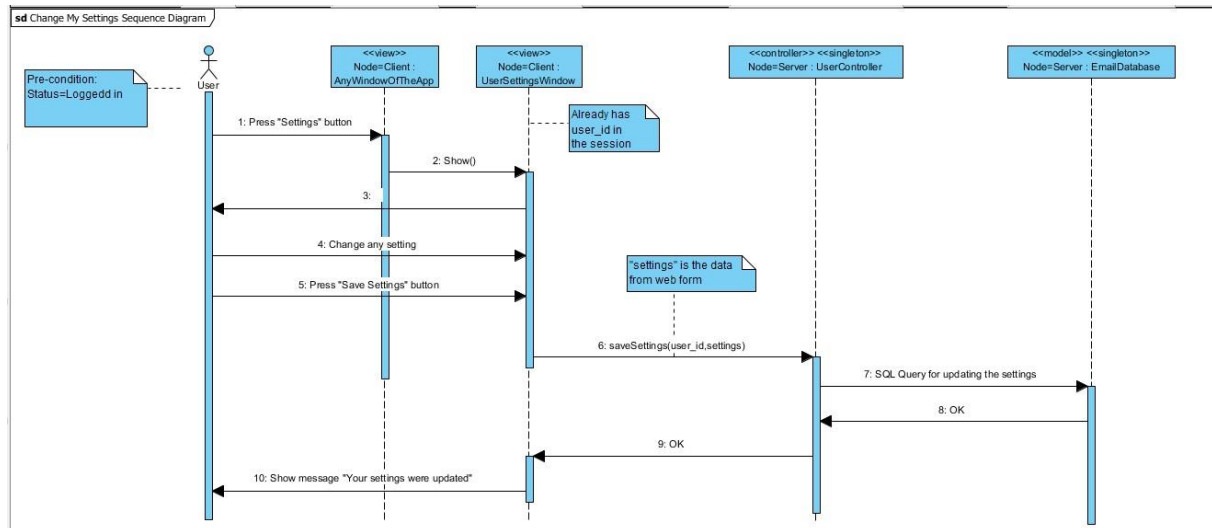 sd Change My Settings Sequence Diagram
Pre-condition:
Status=Loggedd in
User
<<view>>
Node=Client :
AnyWindowOfTheApp
<<view>>
Node=Client :
UserSettingsWindow
<<controller>> <<singleton>>
Node=Server : UserController
<<model>> <<singleton>>
Node=Server : EmailDatabase
Already has
user_id in
the session
1: Press "Settings" button
2: Show()
3:
4: Change any setting
"settings" is the data
from web form
5: Press "Save Settings" button
6: saveSettings(user_id,settings)
7: SQL Query for updating the settings
8: OK
9: OK
10: Show message "Your settings were updated"